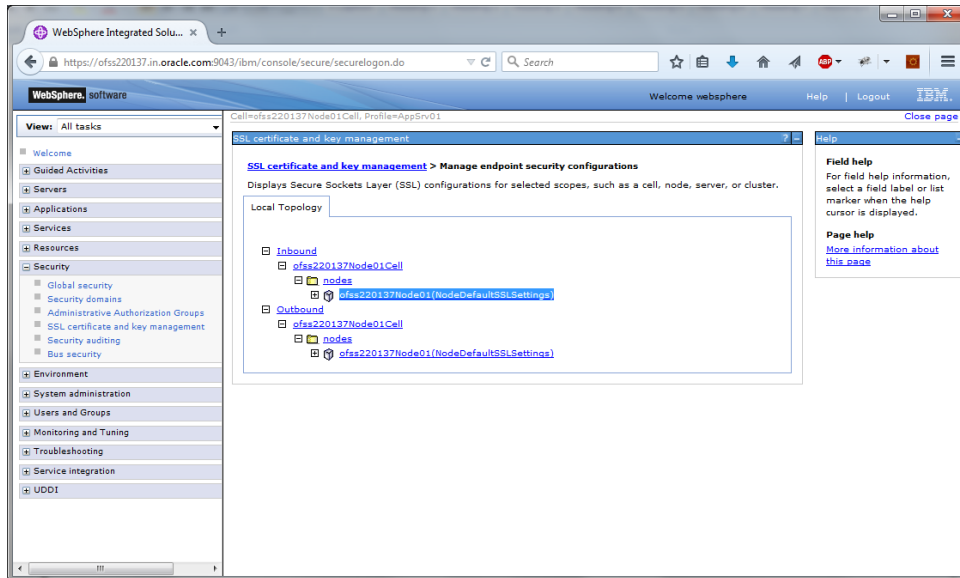 WebSphere Integrated Solu... × +
https://ofss220137.in.oracle.com:9043/ibm/console/secure/securelogon.do
Search
ABP
WebSphere. software
Welcome websphere
Help | Logout
IBM.
Cell=ofss220137Node01Cell, Profile=AppSrv01
Close page
View: All tasks
Welcome
Guided Activities
Servers
Applications
Services
Resources
Security
Global security
Security domains
Administrative Authorization Groups
SSL certificate and key management
Security auditing
Bus security
Environment
System administration
Users and Groups
Monitoring and Tuning
Troubleshooting
Service integration
UDDI
SSL certificate and key management
? –
SSL certificate and key management > Manage endpoint security configurations
Displays Secure Sockets Layer (SSL) configurations for selected scopes, such as a cell, node, server, or cluster.
Local Topology
Inbound
ofss220137Node01Cell
nodes
ofss220137Node01(NodeDefaultSSLSettings)
Outbound
ofss220137Node01Cell
nodes
ofss220137Node01(NodeDefaultSSLSettings)
Help
Field help
For field help information,
select a field label or list
marker when the help
cursor is displayed.
Page help
More information about
this page